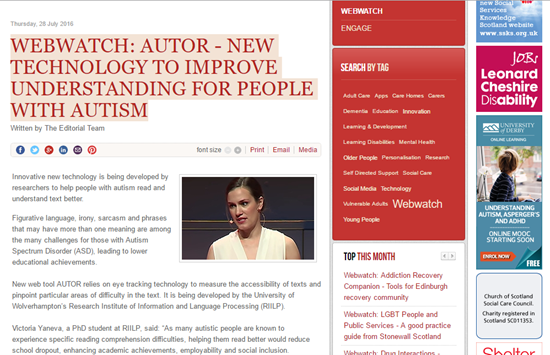 Thursday, 28 July 2016
WEBWATCH: AUTOR - NEW
TECHNOLOGY TO IMPROVE
UNDERSTANDING FOR PEOPLE
WITH AUTISM
Written by The Editorial Team
font size
Print
Email
Media
Innovative new technology is being developed by
researchers to help people with autism read and
understand text better.
Figurative language, irony, sarcasm and phrases
that may have more than one meaning are among
the many challenges for those with Autism
Spectrum Disorder (ASD), leading to lower
educational achievements.
New web tool AUTOR relies on eye tracking technology to measure the accessibility of texts and
pinpoint particular areas of difficulty in the text. It is being developed by the University of
Wolverhampton's Research Institute of Information and Language Processing (RIILP).
Victoria Yaneva, a PhD student at RIILP, said: "As many autistic people are known to
experience specific reading comprehension difficulties, helping them read better would reduce
school dropout, enhancing academic achievements, employability and social inclusion.
WEBWATCH
ENGAGE
SEARCH BY TAG
Adult Care Apps Care Homes Carers
Dementia Education Innovation
Learning & Development
Learning Disabilities Mental Health
Older People Personalisation Research
Self Directed Support Social Care
Social Media Technology
Vulnerable Adults Webwatch
Young People
TOP THIS MONTH
Webwatch: Addiction Recovery
Companion - Tools for Edinburgh
recovery community
Webwatch: LGBT People and
Public Services - A good practice
guide from Stonewall Scotland
Webwatch: Drug Interactions -
new Social
Services
Knowledge
Scotland website
www.ssks.org.uk
JOBS
Leonard
Cheshire
Disability
UNIVERSITY
OF DERBY
ONLINE LEARNING
UNDERSTANDING
AUTISM, ASPERGER'S
AND ADHD
ONLINE MOOC
STARTING SOON
ENROL NOW
FREE
Church of Scotland
Social Care Council.
Charity registered in
Scotland SC011353.
Shelter